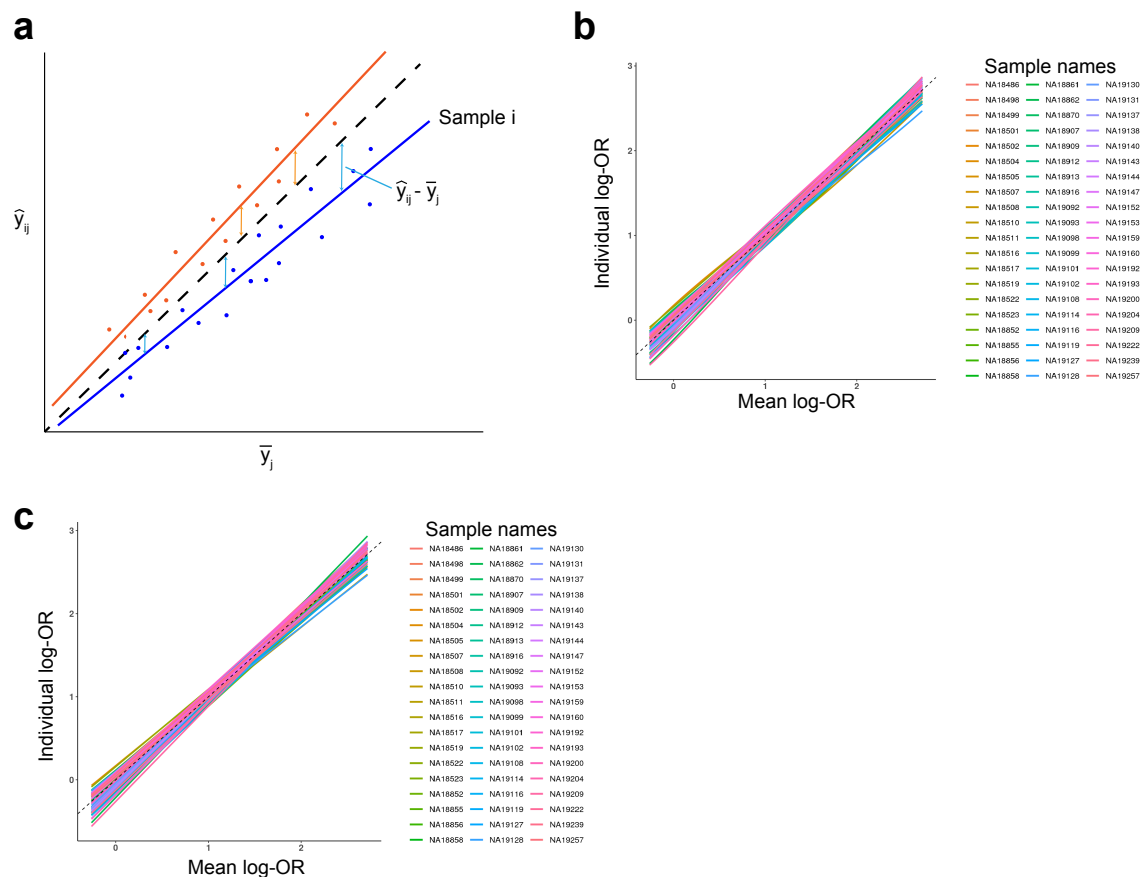 a
Sample i
ŷij - ȳj
ŷij
ȳj
b
3
2
1
0
0 1 2
Individual log-OR
Mean log-OR
Sample names
NA18486 NA18861 NA19130
NA18498 NA18862 NA19131
NA18499 NA18870 NA19137
NA18501 NA18907 NA19138
NA18502 NA18909 NA19140
NA18504 NA18912 NA19143
NA18505 NA18913 NA19144
NA18507 NA18916 NA19147
NA18508 NA19092 NA19152
NA18510 NA19093 NA19153
NA18511 NA19098 NA19159
NA18516 NA19099 NA19160
NA18517 NA19101 NA19192
NA18519 NA19102 NA19193
NA18522 NA19108 NA19200
NA18523 NA19114 NA19204
NA18852 NA19116 NA19209
NA18855 NA19119 NA19222
NA18856 NA19127 NA19239
NA18858 NA19128 NA19257
c
3
2
1
0
0 1 2
Individual log-OR
Mean log-OR
Sample names
NA18486 NA18861 NA19130
NA18498 NA18862 NA19131
NA18499 NA18870 NA19137
NA18501 NA18907 NA19138
NA18502 NA18909 NA19140
NA18504 NA18912 NA19143
NA18505 NA18913 NA19144
NA18507 NA18916 NA19147
NA18508 NA19092 NA19152
NA18510 NA19093 NA19153
NA18511 NA19098 NA19159
NA18516 NA19099 NA19160
NA18517 NA19101 NA19192
NA18519 NA19102 NA19193
NA18522 NA19108 NA19200
NA18523 NA19114 NA19204
NA18852 NA19116 NA19209
NA18855 NA19119 NA19222
NA18856 NA19127 NA19239
NA18858 NA19128 NA19257